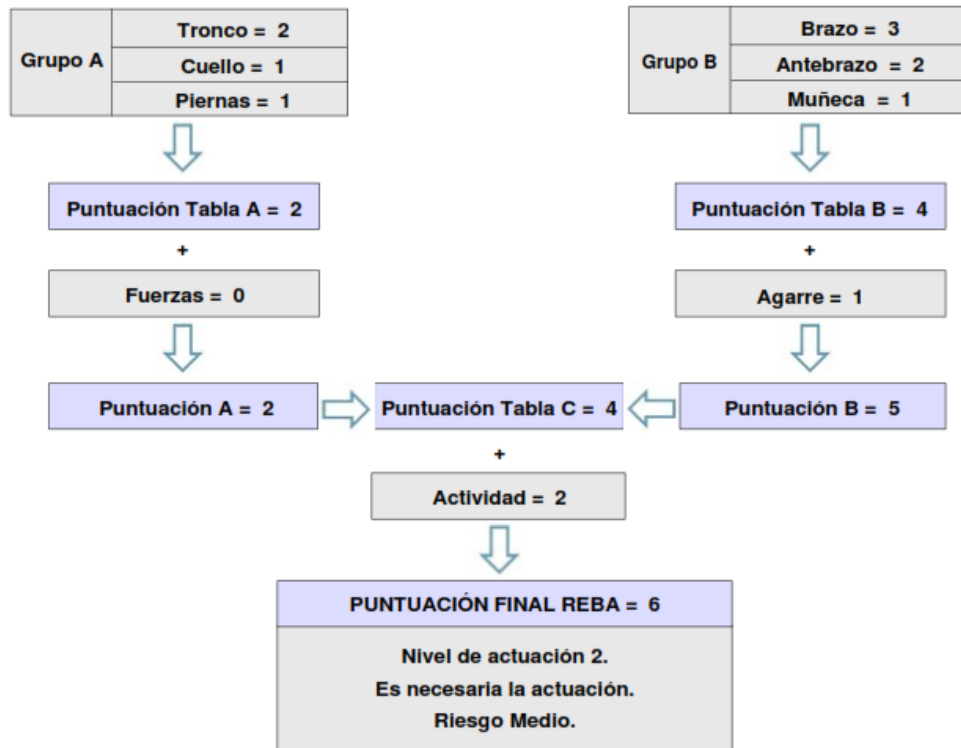 Grupo A
Tronco = 2
Cuello = 1
Piernas = 1
Puntuación Tabla A = 2
+
Fuerzas = 0
Puntuación A = 2
Grupo B
Brazo = 3
Antebrazo = 2
Muñeca = 1
Puntuación Tabla B = 4
+
Agarre = 1
Puntuación B = 5
Puntuación Tabla C = 4
+
Actividad = 2
PUNTUACIÓN FINAL REBA = 6
Nivel de actuación 2.
Es necesaria la actuación.
Riesgo Medio.